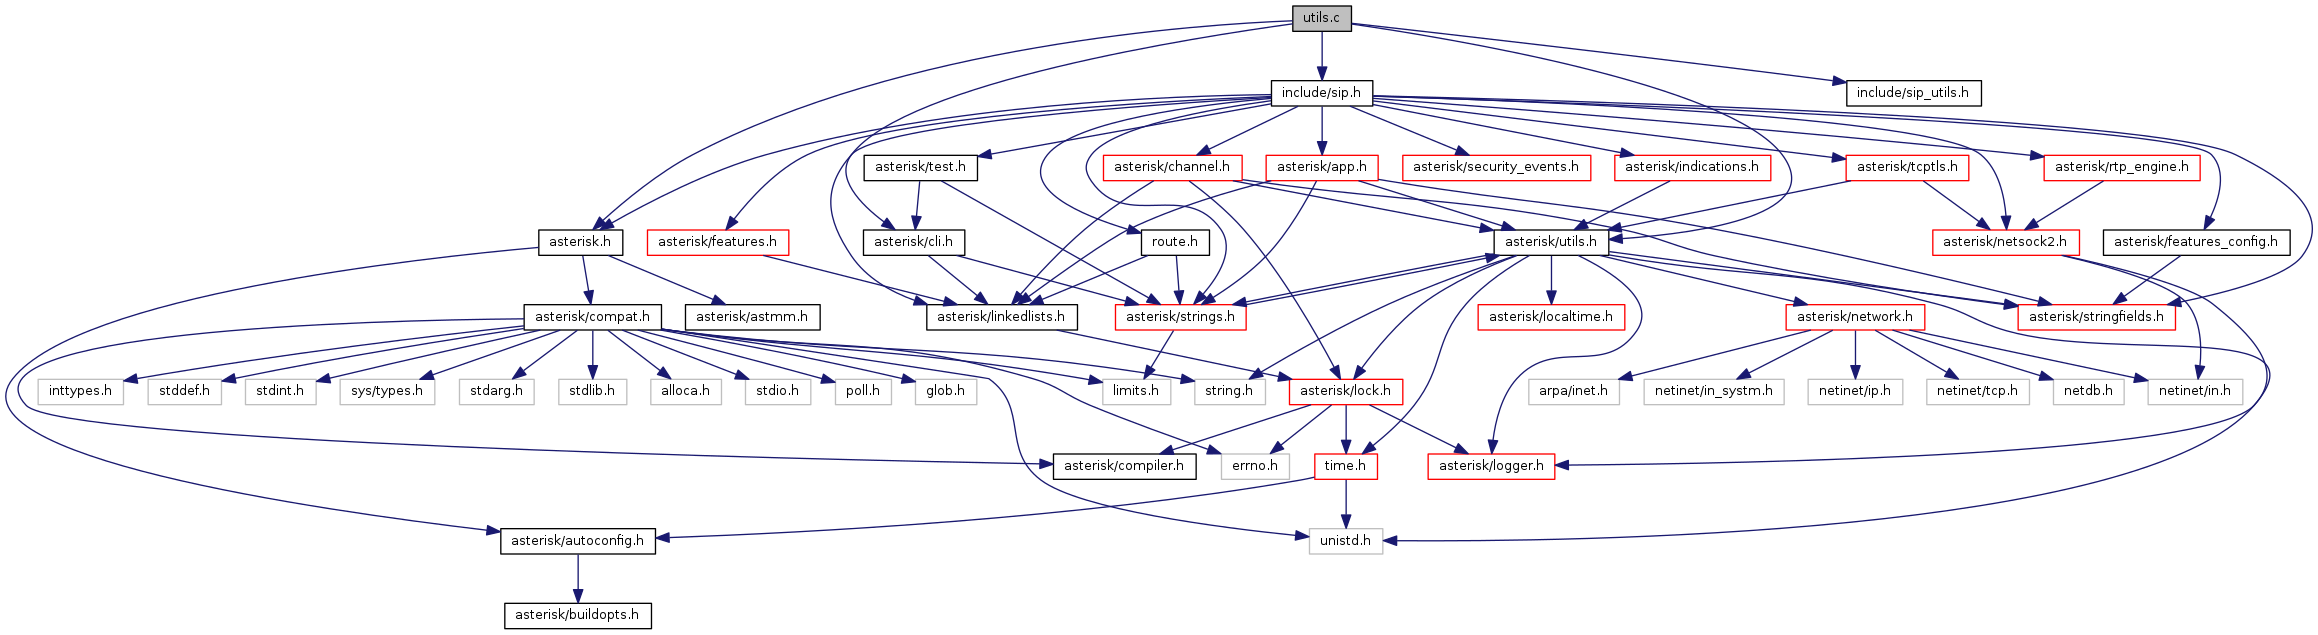 utils.c
include/sip.h
include/sip_utils.h
asterisk/test.h
asterisk/channel.h
asterisk/app.h
asterisk/security_events.h
asterisk/indications.h
asterisk/tcptls.h
asterisk/rtp_engine.h
asterisk.h
asterisk/features.h
asterisk/cli.h
route.h
asterisk/utils.h
asterisk/netsock2.h
asterisk/features_config.h
asterisk/compat.h
asterisk/astmm.h
asterisk/linkedlists.h
asterisk/strings.h
asterisk/localtime.h
asterisk/network.h
asterisk/stringfields.h
inttypes.h
stddef.h
stdint.h
sys/types.h
stdarg.h
stdlib.h
alloca.h
stdio.h
poll.h
glob.h
limits.h
string.h
asterisk/lock.h
arpa/inet.h
netinet/in_systm.h
netinet/ip.h
netinet/tcp.h
netdb.h
netinet/in.h
asterisk/compiler.h
errno.h
time.h
asterisk/logger.h
asterisk/autoconfig.h
unistd.h
asterisk/buildopts.h